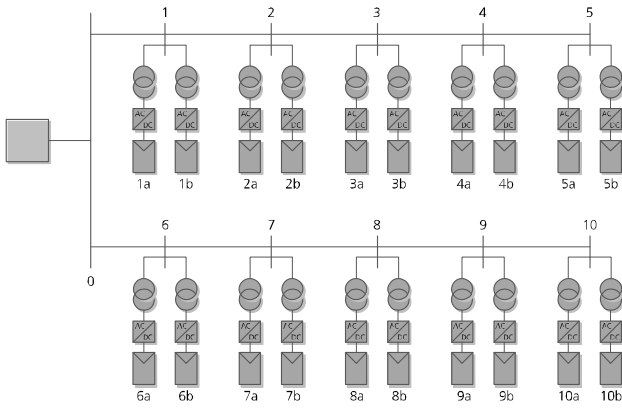 1 2 3 4 5
AC AC AC AC AC AC AC AC AC AC
DC DC DC DC DC DC DC DC DC DC
1a 1b 2a 2b 3a 3b 4a 4b 5a 5b
6 7 8 9 10
0
AC AC AC AC AC AC AC AC AC AC
DC DC DC DC DC DC DC DC DC DC
6a 6b 7a 7b 8a 8b 9a 9b 10a 10b